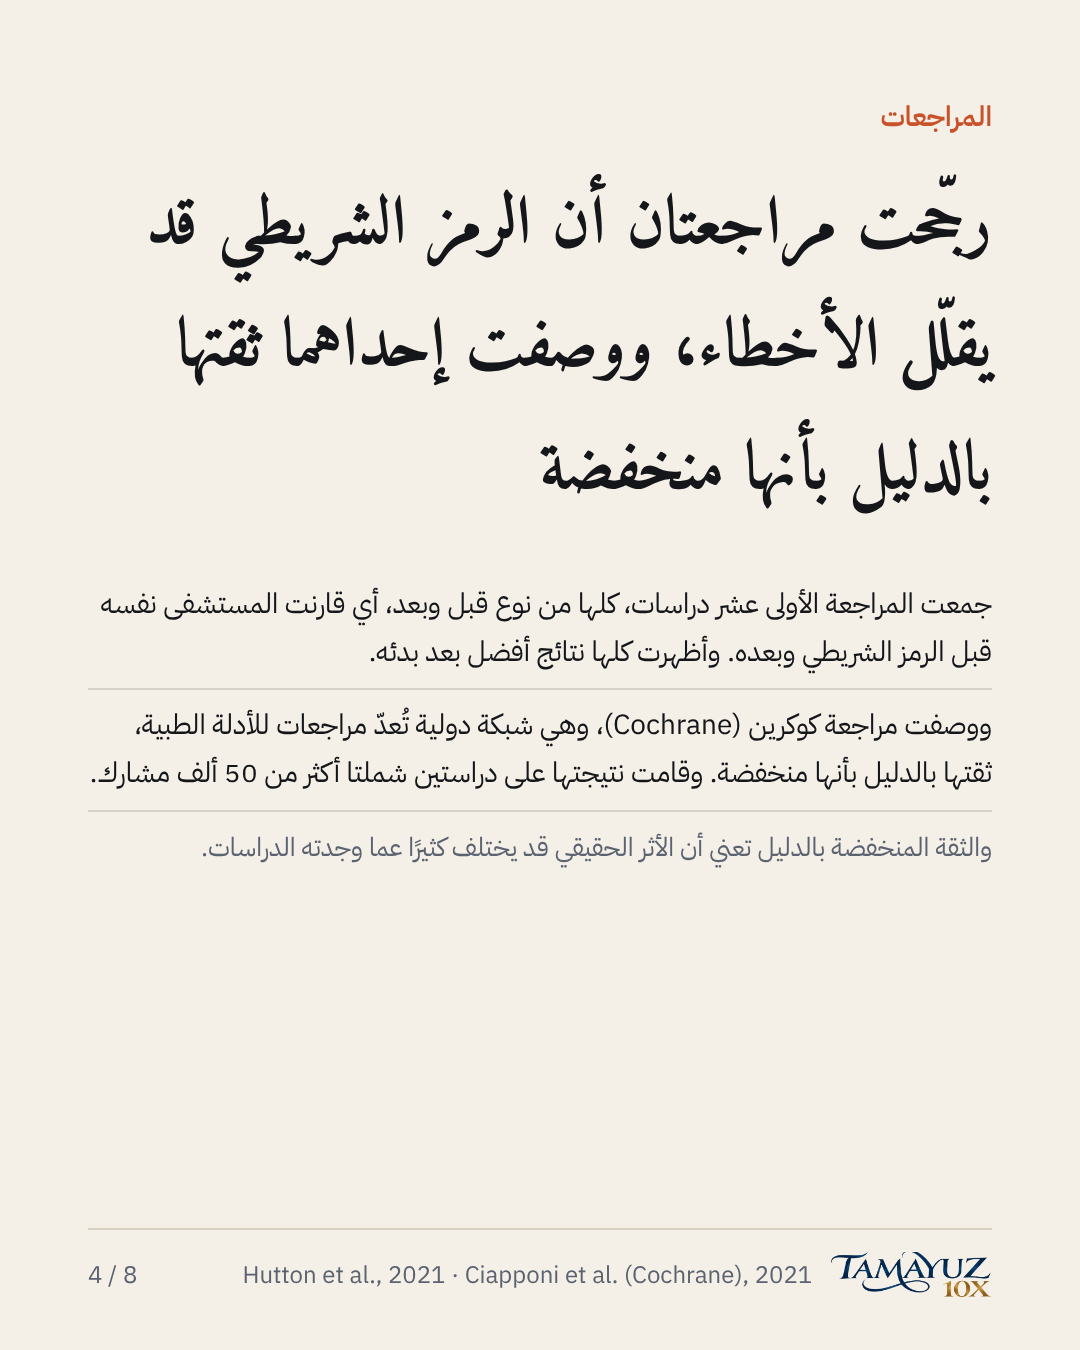 المراجعات
رجّحت مراجعتان أن الرمز الشريطي قد
يقلّل الأخطاء، ووصفت إحداهما ثقتها
بالدليل بأنها منخفضة
جمعت المراجعة الأولى عشر دراسات، كلها من نوع قبل وبعد، أي قارنت المستشفى نفسه
قبل الرمز الشريطي وبعده. وأظهرت كلها نتائج أفضل بعد بدئه.
ووصفت مراجعة كوكرين (Cochrane)، وهي شبكة دولية تُعدّ مراجعات للأدلة الطبية،
ثقتها بالدليل بأنها منخفضة. وقامت نتيجتها على دراستين شملتا أكثر من 50 ألف مشارك.
والثقة المنخفضة بالدليل تعني أن الأثر الحقيقي قد يختلف كثيرًا عما وجدته الدراسات.
TAMAYUZ
10X
Hutton et al., 2021 · Ciapponi et al. (Cochrane), 2021
4 / 8